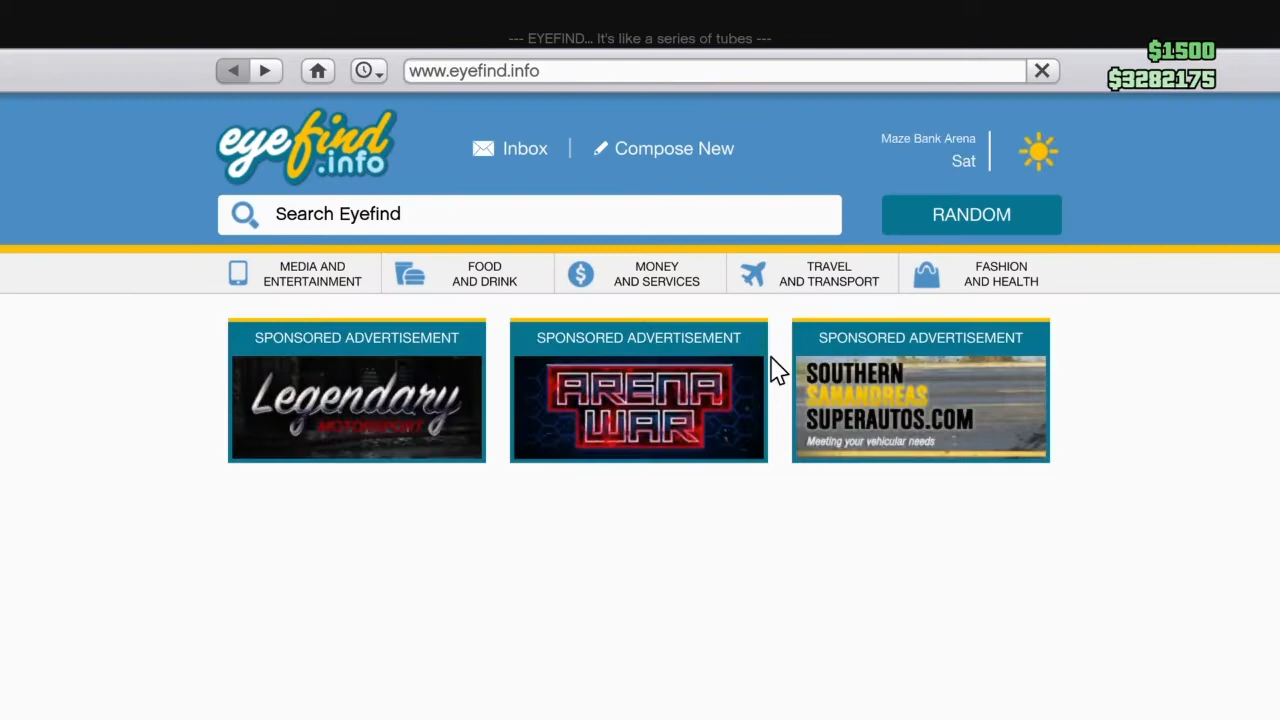 --- EYEFIND... It's like a series of tubes ---
$1500
www.eyefind.info
$3282175
eyefind
.info
Inbox
Compose New
Maze Bank Arena
Sat
Search Eyefind
RANDOM
MEDIA AND
ENTERTAINMENT
FOOD
AND DRINK
MONEY
AND SERVICES
TRAVEL
AND TRANSPORT
FASHION
AND HEALTH
SPONSORED ADVERTISEMENT
Legendary
MOTORSPORT
SPONSORED ADVERTISEMENT
ARENA
WAR
SPONSORED ADVERTISEMENT
SOUTHERN
SANANDREAS
SUPERAUTOS.COM
Meeting your vehicular needs